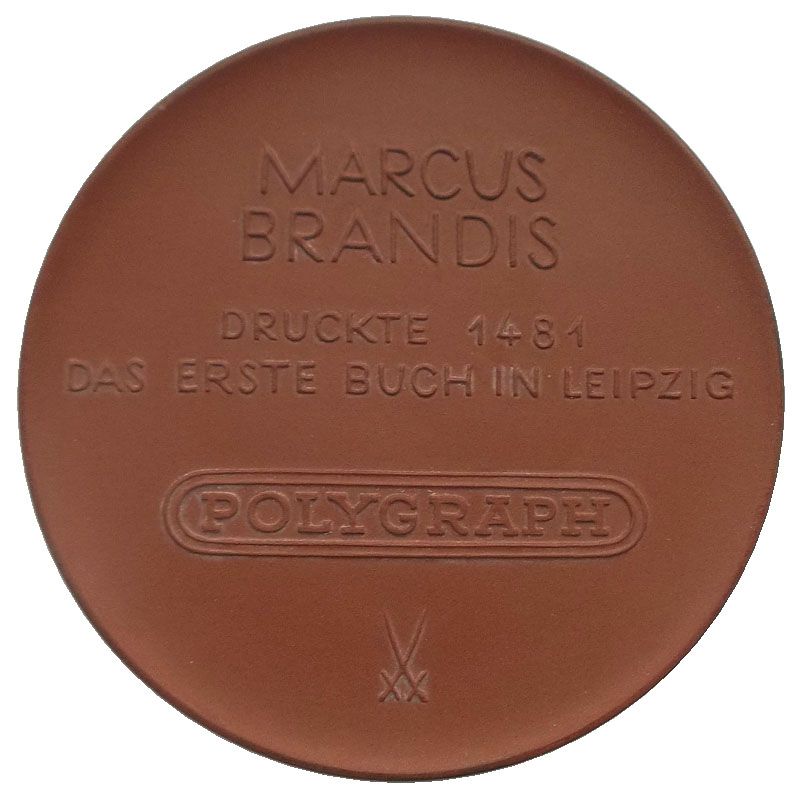 MARCUS
BRANDIS
DRUCKTE 1481
DAS ERSTE BUCH IN LEIPZIG
POLYGRAPH